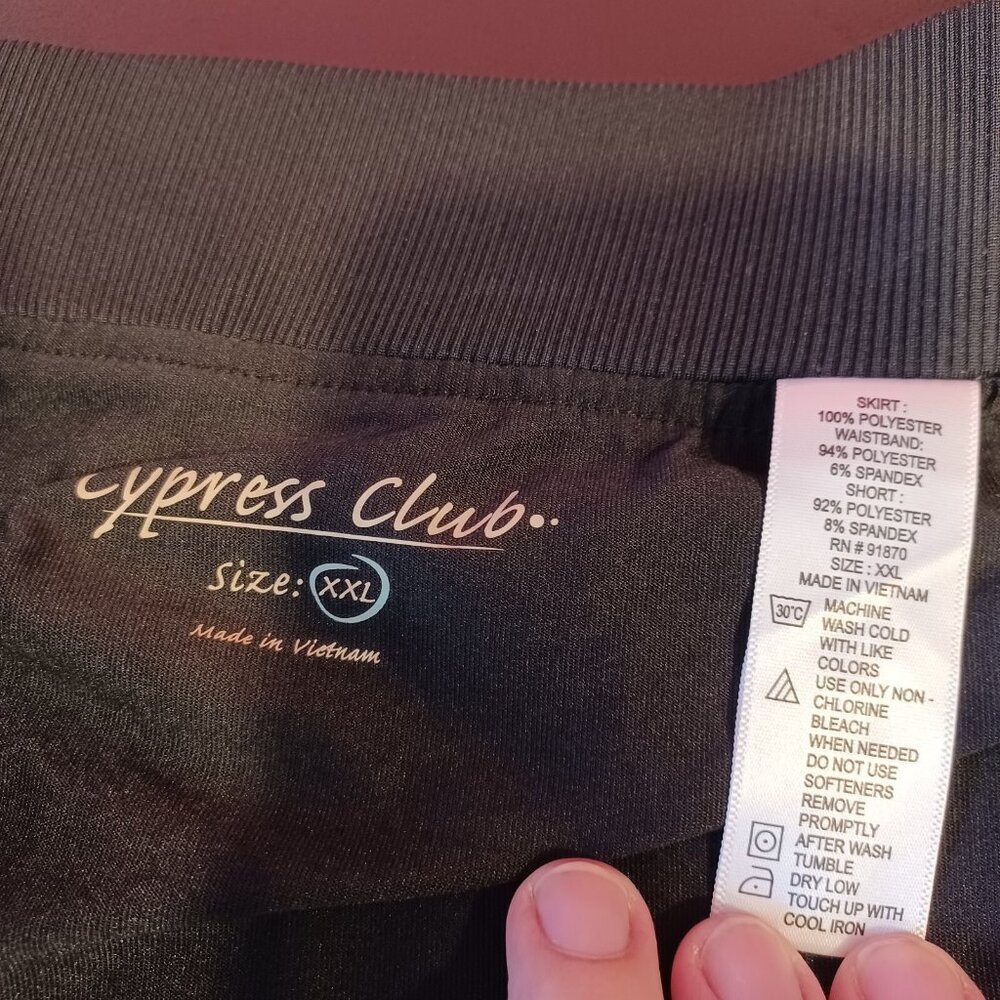 Cypress Club..
size: XXL
Made in Vietnam
SKIRT :
100% POLYESTER
WAISTBAND:
94% POLYESTER
6% SPANDEX
SHORT :
92% POLYESTER
8% SPANDEX
RN # 91870
SIZE : XXL
MADE IN VIETNAM
30°C
MACHINE
WASH COLD
WITH LIKE
COLORS
USE ONLY NON -
CHLORINE
BLEACH
WHEN NEEDED
DO NOT USE
SOFTENERS
REMOVE
PROMPTLY
AFTER WASH
TUMBLE
DRY LOW
TOUCH UP WITH
COOL IRON